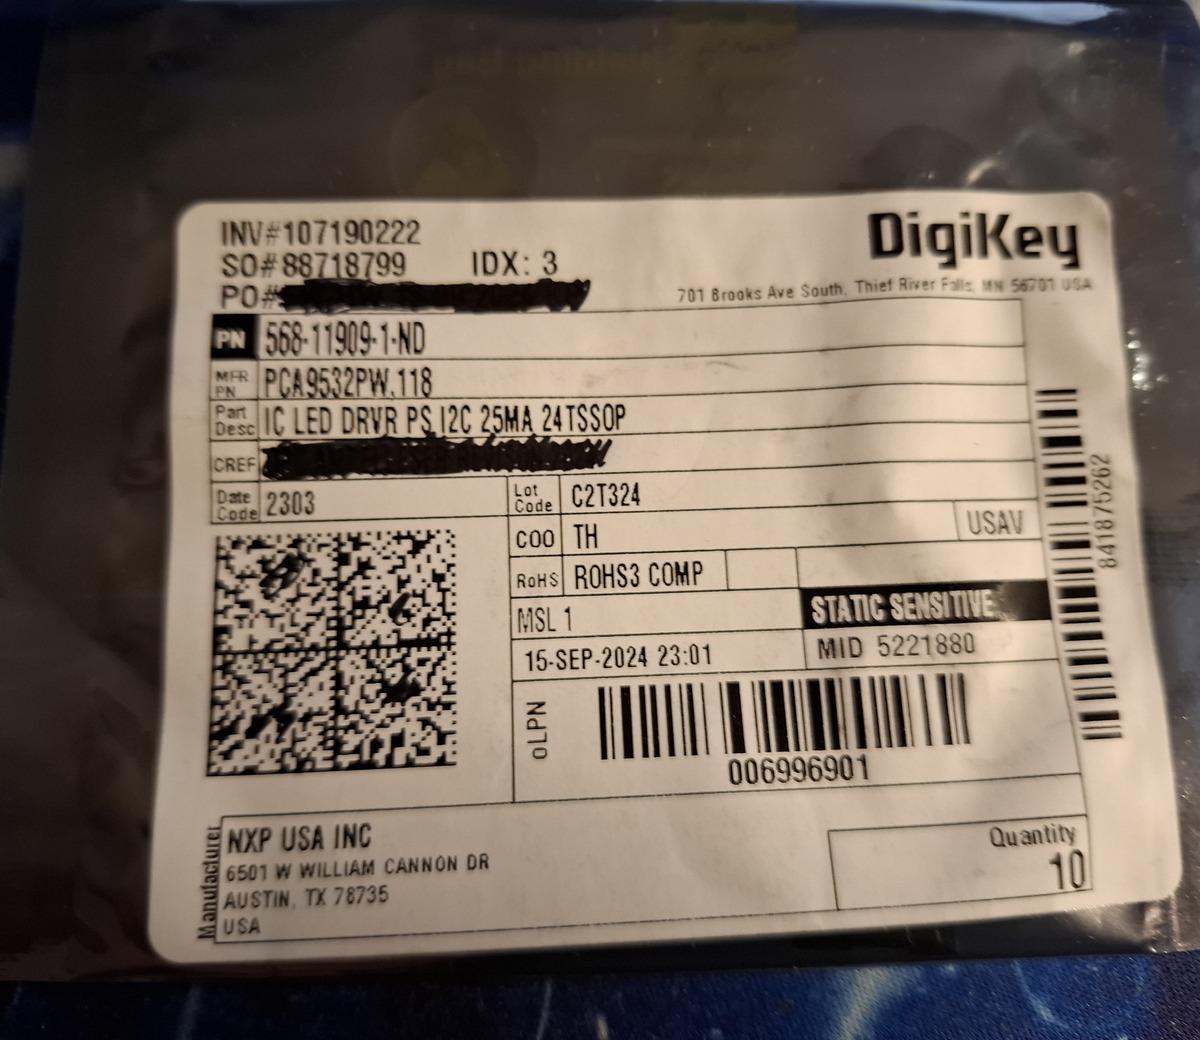 INV#107190222
SO#88718799 IDX: 3
PO#
DigiKey
701 Brooks Ave South, Thief River Falls, MN 56701 USA
PN 568-11909-1-ND
MFR PN PCA9532PW,118
Part Desc IC LED DRVR PS I2C 25MA 24TSSOP
CREF
Date Code 2303
Lot Code C2T324
COO TH USAV
RoHS ROHS3 COMP
MSL 1 STATIC SENSITIVE
15-SEP-2024 23:01 MID 5221880
oLPN
006996901
841875262
Manufacturer
NXP USA INC
6501 W WILLIAM CANNON DR
AUSTIN, TX 78735
USA
Quantity
10